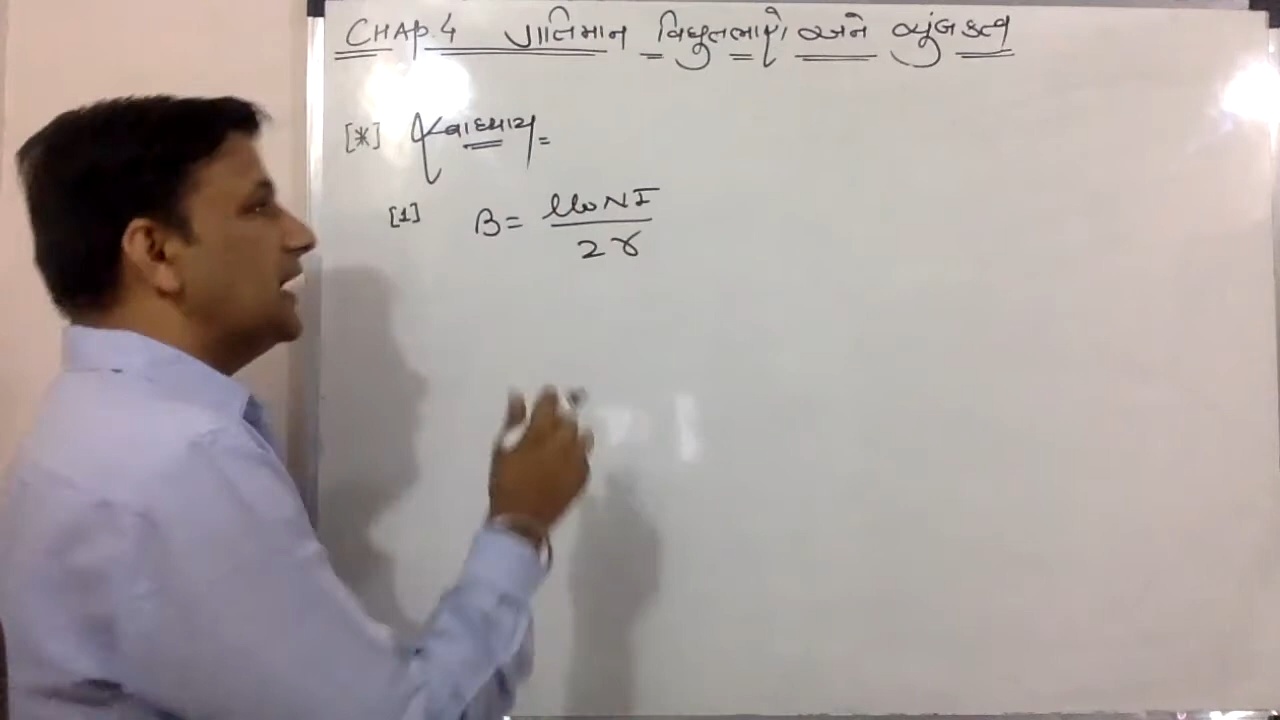 CHAP.4 ગતિમાન વિદ્યુતભારો અને ચુંબકત્વ
[*] સ્વાધ્યાય =
[1] B = μ₀NI / 2r